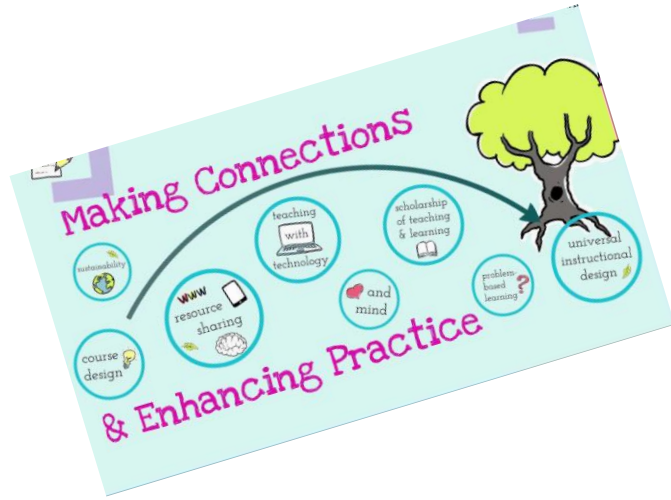 Making Connections
sustainability
course
design
www
resource
sharing
teaching
with
technology
and
mind
scholarship
of teaching
& learning
problem-
based
learning
?
universal
instructional
design
& Enhancing Practice